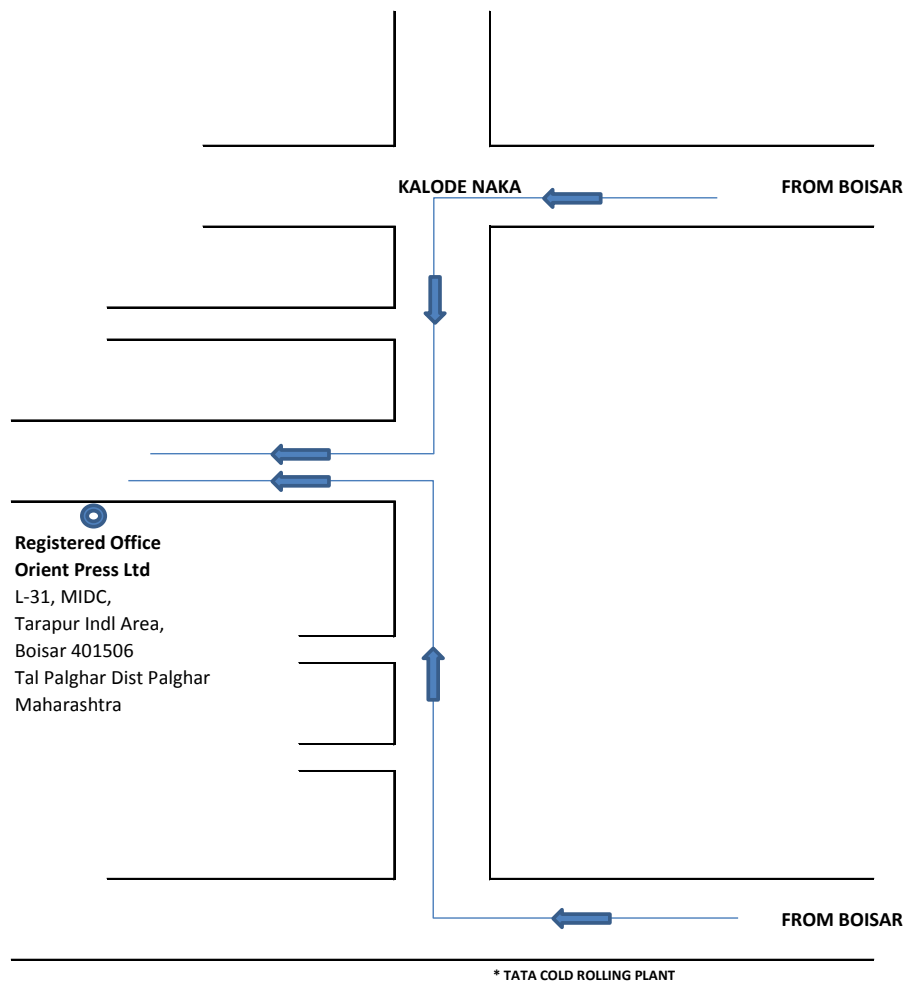 KALODE NAKA
FROM BOISAR
Registered Office
Orient Press Ltd
L-31, MIDC,
Tarapur Indl Area,
Boisar 401506
Tal Palghar Dist Palghar
Maharashtra
FROM BOISAR
* TATA COLD ROLLING PLANT